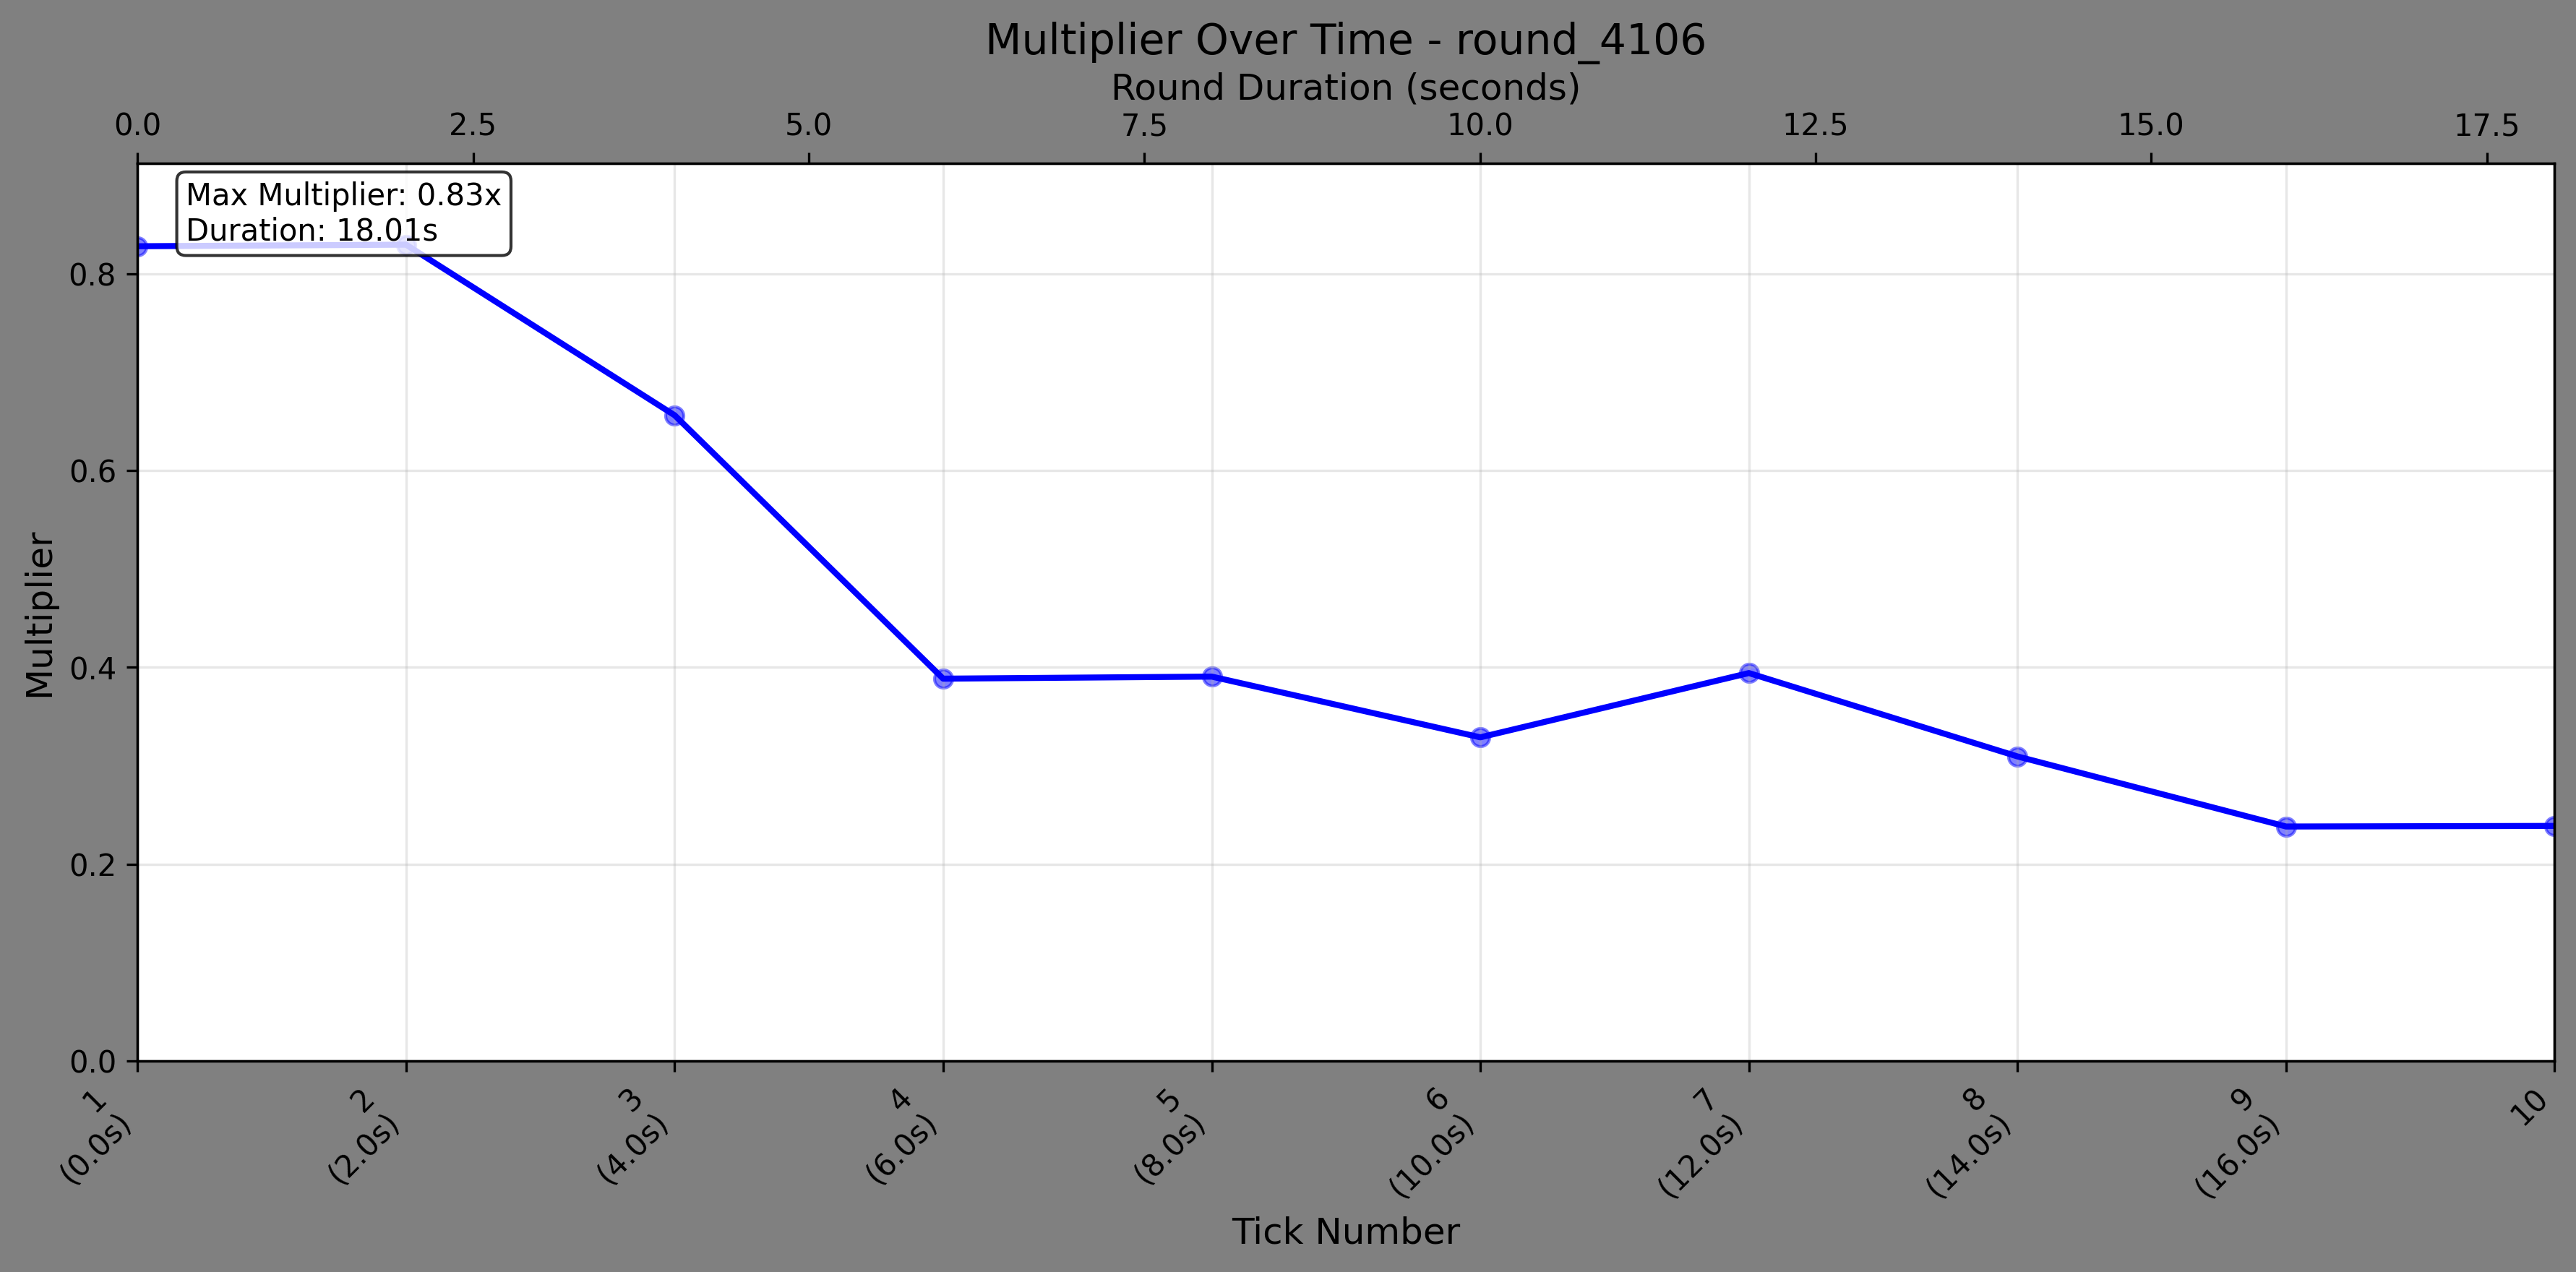 Multiplier Over Time - round_4106
Round Duration (seconds)
0.0 2.5 5.0 7.5 10.0 12.5 15.0 17.5
Max Multiplier: 0.83x
Duration: 18.01s
Multiplier
0.8
0.6
0.4
0.2
0.0
1 2 3 4 5 6 7 8 9 10
(0.0s) (2.0s) (4.0s) (6.0s) (8.0s) (10.0s) (12.0s) (14.0s) (16.0s)
Tick Number